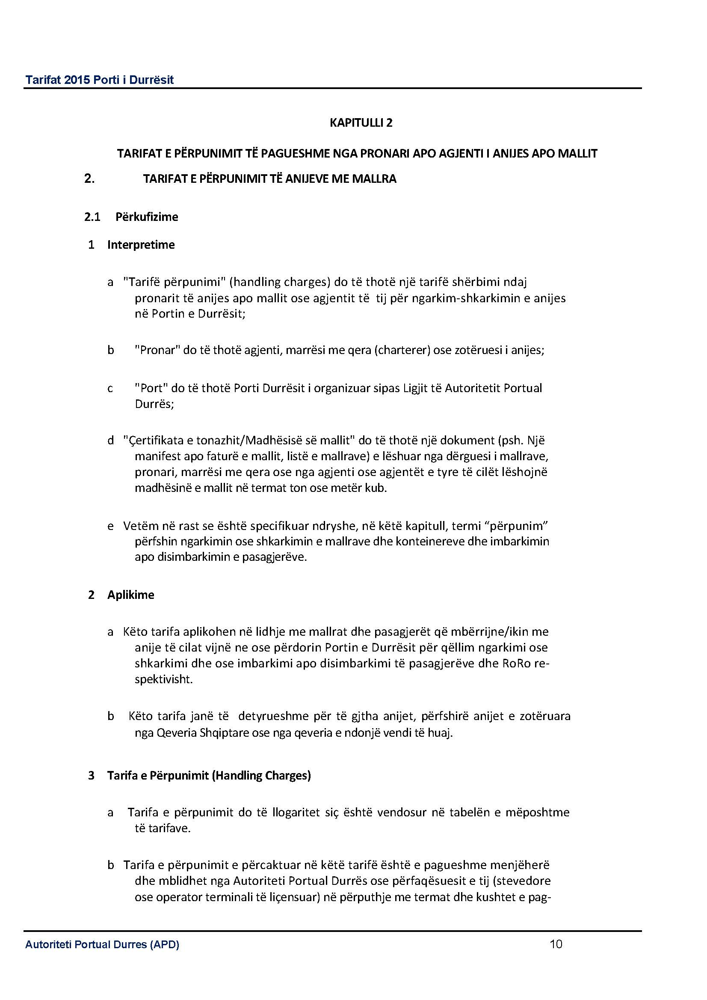 Tarifat 2015 Porti i Durrësit
KAPITULLI 2
TARIFAT E PËRPUNIMIT TË PAGUESHME NGA PRONARI APO AGJENTI I ANIJES APO MALLIT
2. TARIFAT E PËRPUNIMIT TË ANIJEVE ME MALLRA
2.1 Përkufizime
1 Interpretime
a "Tarifë përpunimi" (handling charges) do të thotë një tarifë shërbimi ndaj
pronarit të anijes apo mallit ose agjentit të tij për ngarkim-shkarkimin e anijes
në Portin e Durrësit;
b "Pronar" do të thotë agjenti, marrësi me qera (charterer) ose zotëruesi i anijes;
c "Port" do të thotë Porti Durrësit i organizuar sipas Ligjit të Autoritetit Portual
Durrës;
d "Çertifikata e tonazhit/Madhësisë së mallit" do të thotë një dokument (psh. Një
manifest apo faturë e mallit, listë e mallrave) e lëshuar nga dërguesi i mallrave,
pronari, marrësi me qera ose nga agjenti ose agjentët e tyre të cilët lëshojnë
madhësinë e mallit në termat ton ose metër kub.
e Vetëm në rast se është specifikuar ndryshe, në këtë kapitull, termi “përpunim”
përfshin ngarkimin ose shkarkimin e mallrave dhe konteinereve dhe imbarkimin
apo disimbarkimin e pasagjerëve.
2 Aplikime
a Këto tarifa aplikohen në lidhje me mallrat dhe pasagjerët që mbërrijne/ikin me
anije të cilat vijnë ne ose përdorin Portin e Durrësit për qëllim ngarkimi ose
shkarkimi dhe ose imbarkimi apo disimbarkimi të pasagjerëve dhe RoRo re-
spektivisht.
b Këto tarifa janë të detyrueshme për të gjtha anijet, përfshirë anijet e zotëruara
nga Qeveria Shqiptare ose nga qeveria e ndonjë vendi të huaj.
3 Tarifa e Përpunimit (Handling Charges)
a Tarifa e përpunimit do të llogaritet siç është vendosur në tabelën e mëposhtme
të tarifave.
b Tarifa e përpunimit e përcaktuar në këtë tarifë është e pagueshme menjëherë
dhe mblidhet nga Autoriteti Portual Durrës ose përfaqësuesit e tij (stevedore
ose operator terminali të liçensuar) në përputhje me termat dhe kushtet e pag-
Autoriteti Portual Durres (APD) 10